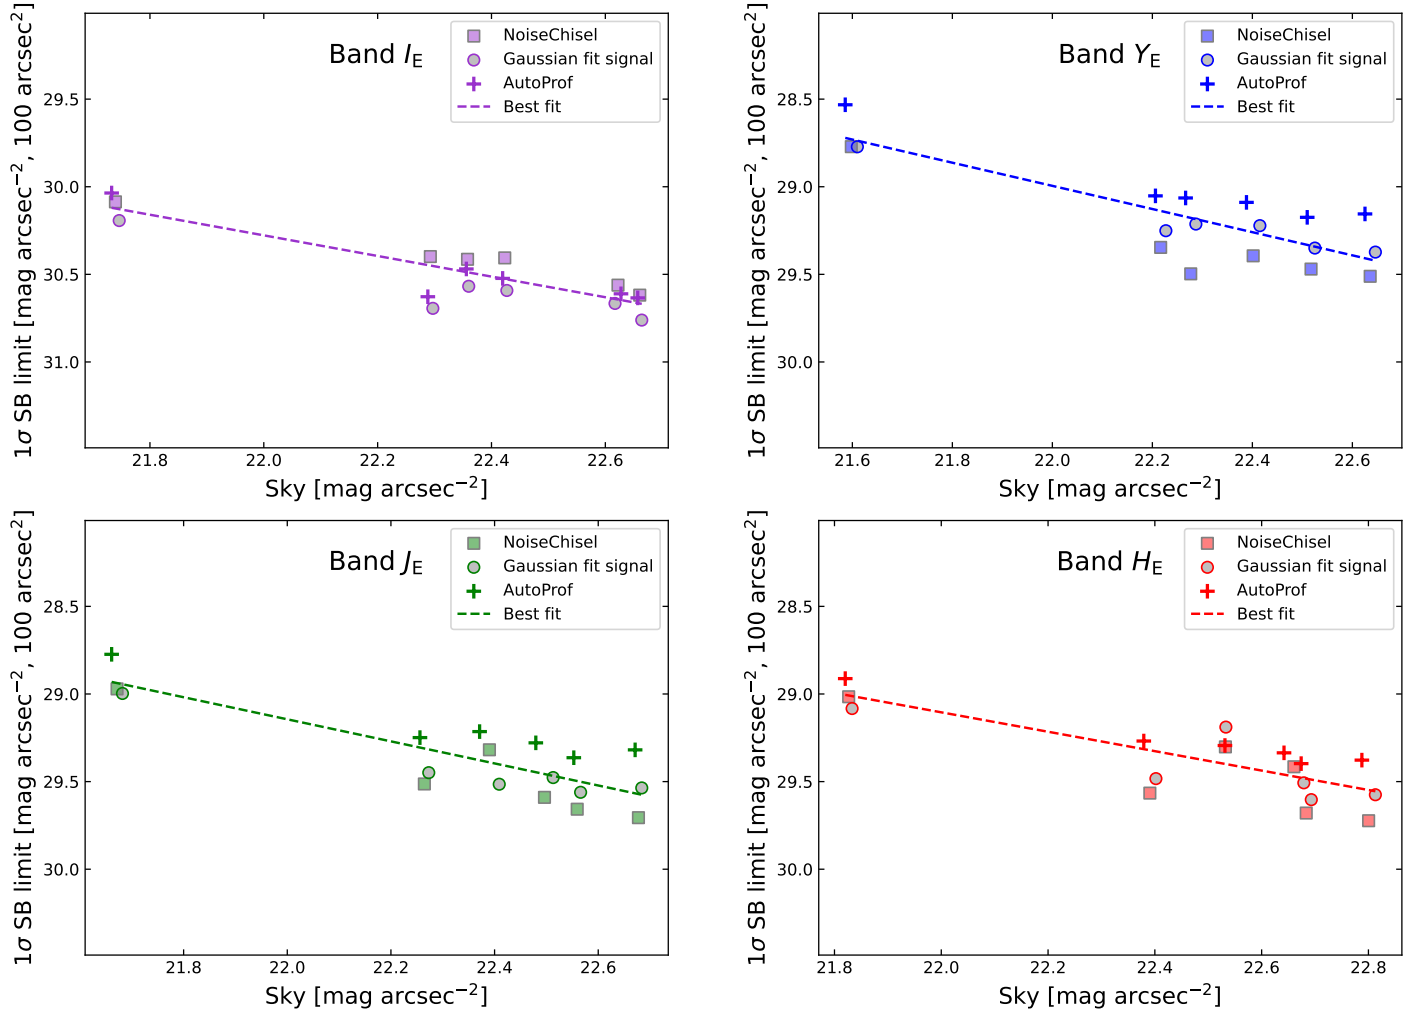 Band I_E
NoiseChisel
Gaussian fit signal
AutoProf
Best fit
1σ SB limit [mag arcsec⁻², 100 arcsec²]
29.5
30.0
30.5
31.0
21.8 22.0 22.2 22.4 22.6
Sky [mag arcsec⁻²]
Band Y_E
NoiseChisel
Gaussian fit signal
AutoProf
Best fit
1σ SB limit [mag arcsec⁻², 100 arcsec²]
28.5
29.0
29.5
30.0
21.6 21.8 22.0 22.2 22.4 22.6
Sky [mag arcsec⁻²]
Band J_E
NoiseChisel
Gaussian fit signal
AutoProf
Best fit
1σ SB limit [mag arcsec⁻², 100 arcsec²]
28.5
29.0
29.5
30.0
21.8 22.0 22.2 22.4 22.6
Sky [mag arcsec⁻²]
Band H_E
NoiseChisel
Gaussian fit signal
AutoProf
Best fit
1σ SB limit [mag arcsec⁻², 100 arcsec²]
28.5
29.0
29.5
30.0
21.8 22.0 22.2 22.4 22.6 22.8
Sky [mag arcsec⁻²]